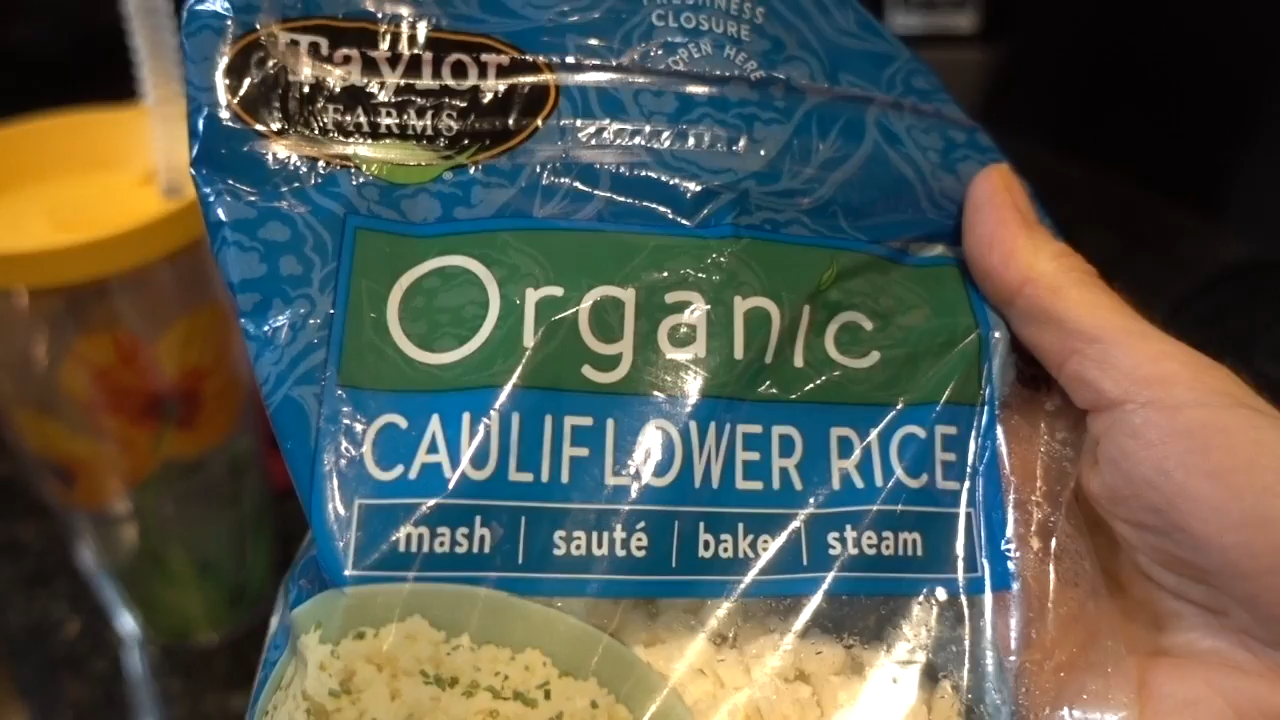 FRESHNESS
CLOSURE
OPEN HERE
Taylor
FARMS
®
Organic
CAULIFLOWER RICE
mash | sauté | bake | steam